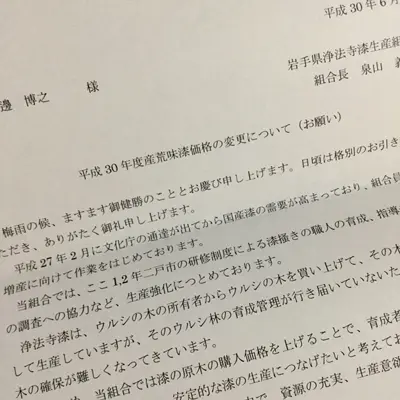 平成 30 年 6 月
岩手県浄法寺漆生産組
組合長 泉山 義
邊 博之 様
平成 30 年度産荒味漆価格の変更について（お願い）
梅雨の候、ますます御健勝のこととお慶び申し上げます。日頃は格別のお引き
ただき、ありがたく御礼申し上げます。
平成 27 年 2 月に文化庁の通達が出てから国産漆の需要が高まっており、組合員
増産に向けて作業をはじめております。
当組合では、ここ 1,2 年二戸市の研修制度による漆掻きの職人の育成、指導
の調査への協力など、生産強化につとめております。
浄法寺漆は、ウルシの木の所有者からウルシの木を買い上げて、その木
して生産していますが、そのウルシ林の育成管理が行き届いていないた
木の確保が難しくなってきています。
当組合では漆の原木の購入価格を上げることで、育成者
安定的な漆の生産につなげたいと考えてお
で、資源の充実、生産意欲